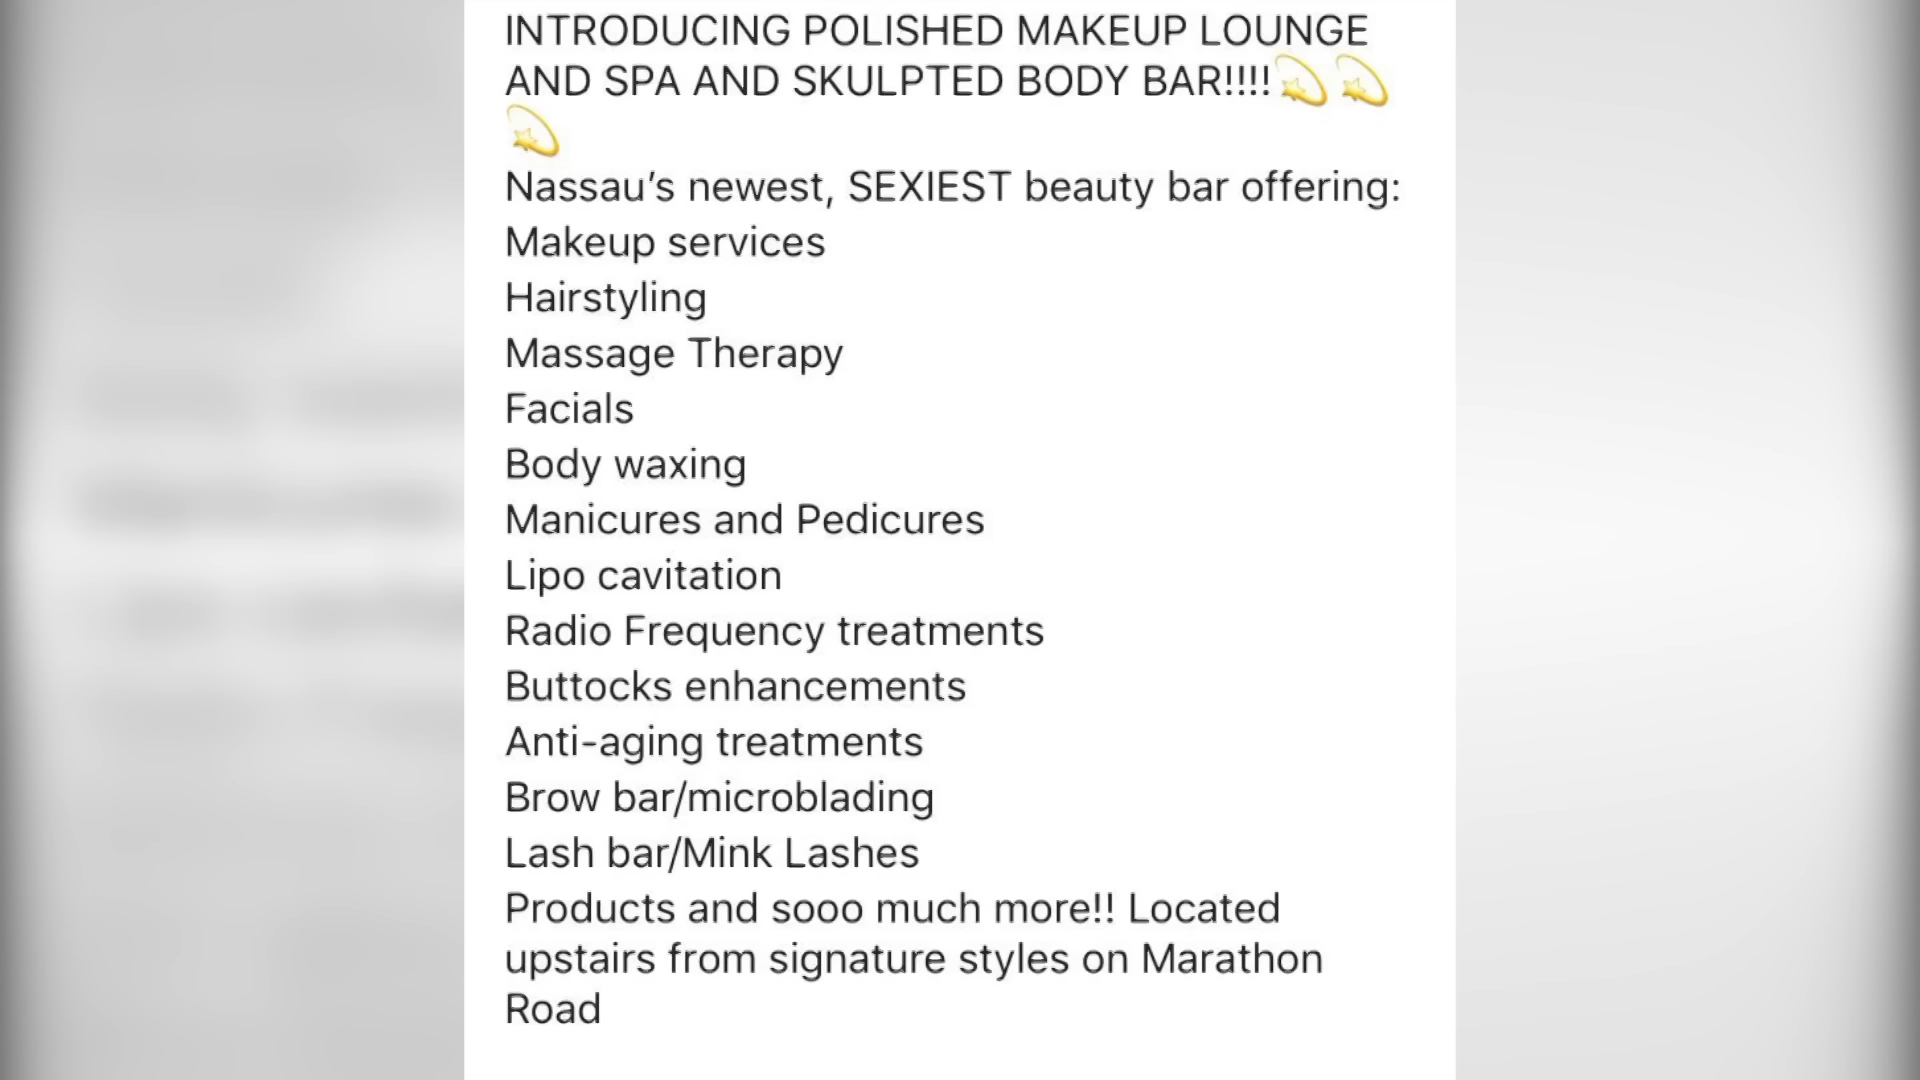 INTRODUCING POLISHED MAKEUP LOUNGE
AND SPA AND SKULPTED BODY BAR!!!!💫💫
💫
Nassau’s newest, SEXIEST beauty bar offering:
Makeup services
Hairstyling
Massage Therapy
Facials
Body waxing
Manicures and Pedicures
Lipo cavitation
Radio Frequency treatments
Buttocks enhancements
Anti-aging treatments
Brow bar/microblading
Lash bar/Mink Lashes
Products and sooo much more!! Located
upstairs from signature styles on Marathon
Road